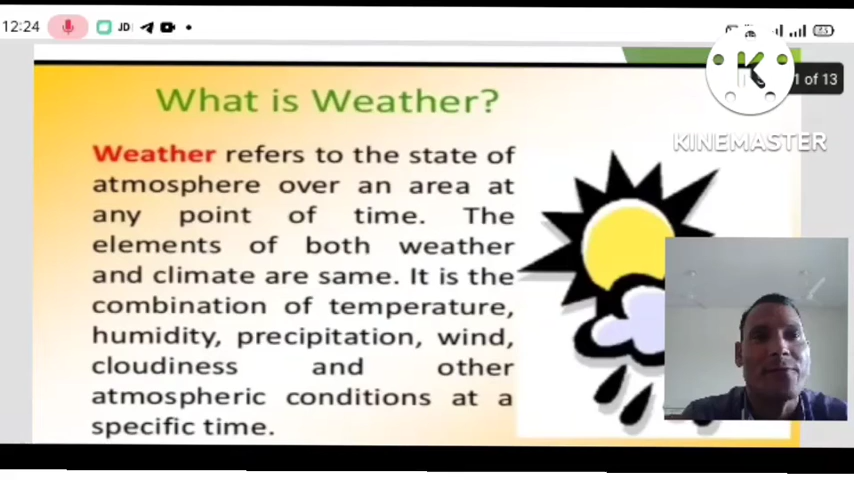 12:24
JD
1 of 13
KINEMASTER
What is Weather?
Weather refers to the state of
atmosphere over an area at
any point of time. The
elements of both weather
and climate are same. It is the
combination of temperature,
humidity, precipitation, wind,
cloudiness and other
atmospheric conditions at a
specific time.